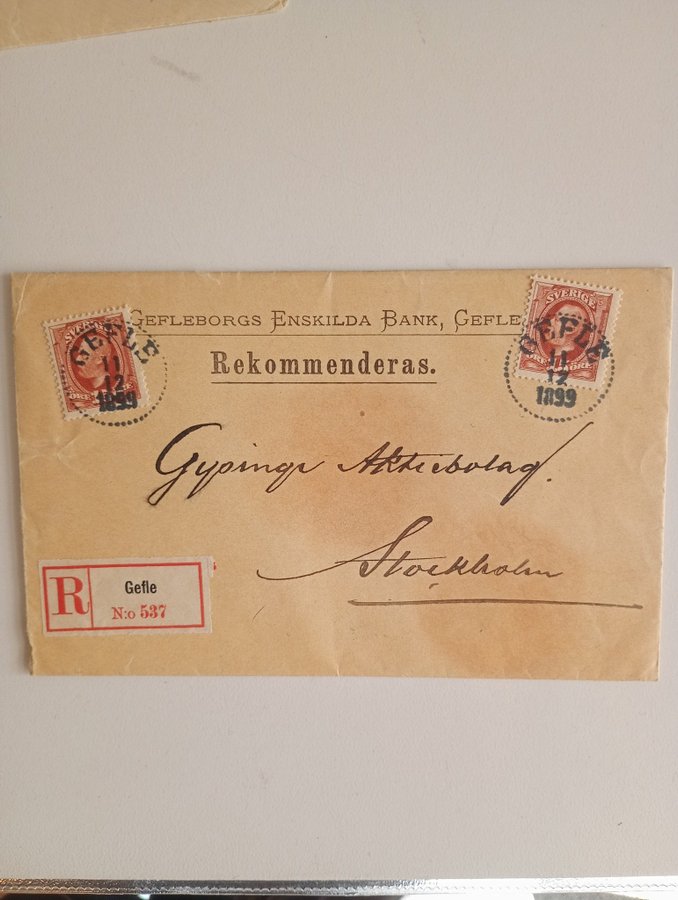 GEFLEBORGS ENSKILDA BANK, GEFLE
Rekommenderas.
SVERIGE
GEFLE
11
12
1899
SVERIGE
GEFLE
11
12
1899
Aktiebolag.
Stockholm
R
Gefle
N:o 537